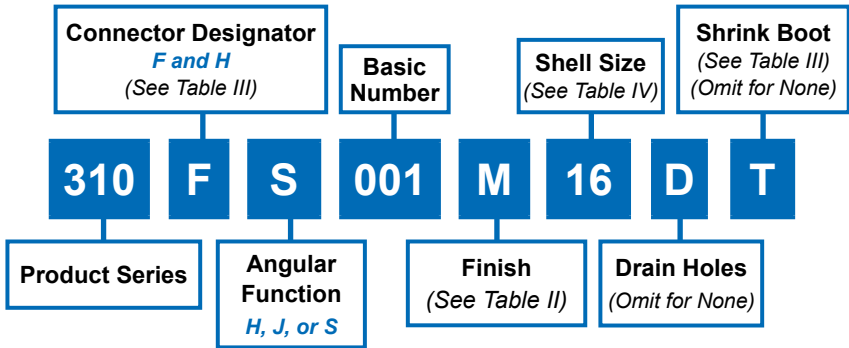 Connector Designator
F and H
(See Table III)
Basic
Number
Shell Size
(See Table IV)
Shrink Boot
(See Table III)
(Omit for None)
310 F S 001 M 16 D T
Product Series
Angular
Function
H, J, or S
Finish
(See Table II)
Drain Holes
(Omit for None)